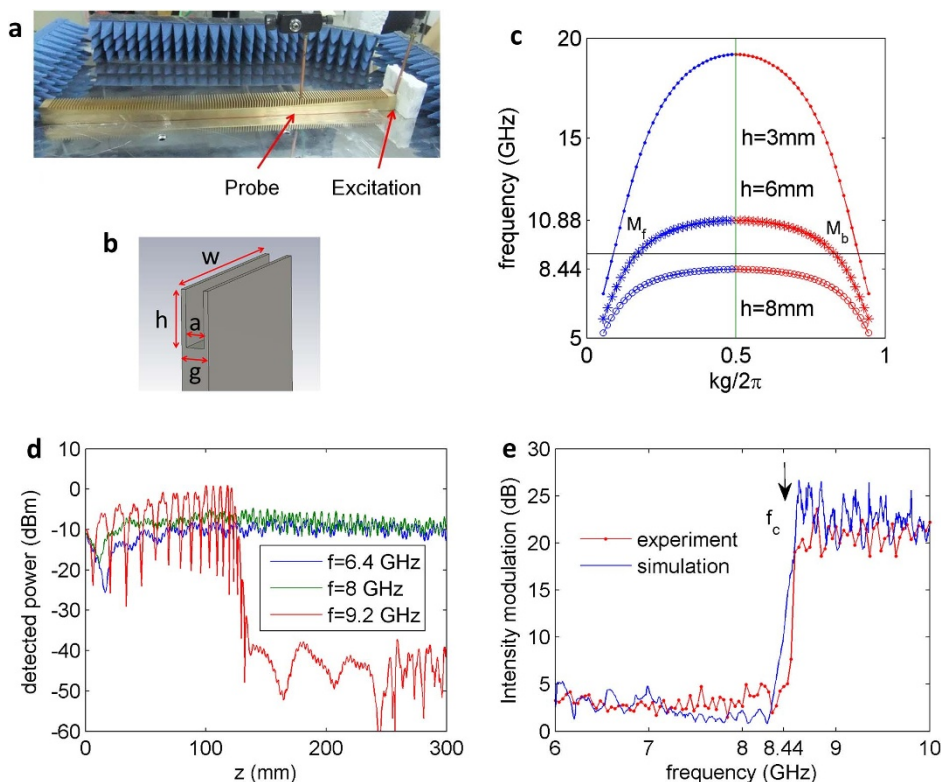 a
Probe
Excitation
b
w
h
a
g
c
frequency (GHz)
20
15
10.88
8.44
5
h=3mm
h=6mm
M_f
M_b
h=8mm
0
0.5
1
kg/2π
d
detected power (dBm)
10
0
-10
-20
-30
-40
-50
-60
f=6.4 GHz
f=8 GHz
f=9.2 GHz
0
100
200
300
z (mm)
e
Intensity modulation (dB)
30
25
20
15
10
5
0
f_c
experiment
simulation
6
7
8
8.44
9
10
frequency (GHz)